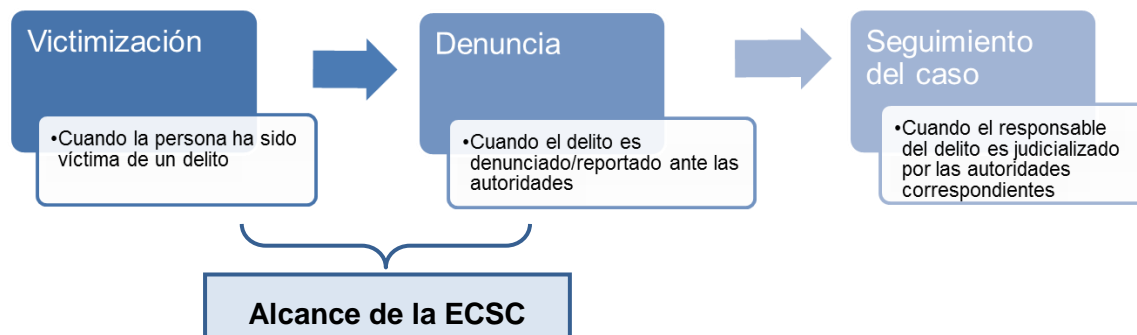 Victimización
•Cuando la persona ha sido
víctima de un delito
Denuncia
•Cuando el delito es
denunciado/reportado ante las
autoridades
Seguimiento
del caso
•Cuando el responsable
del delito es judicializado
por las autoridades
correspondientes
Alcance de la ECSC